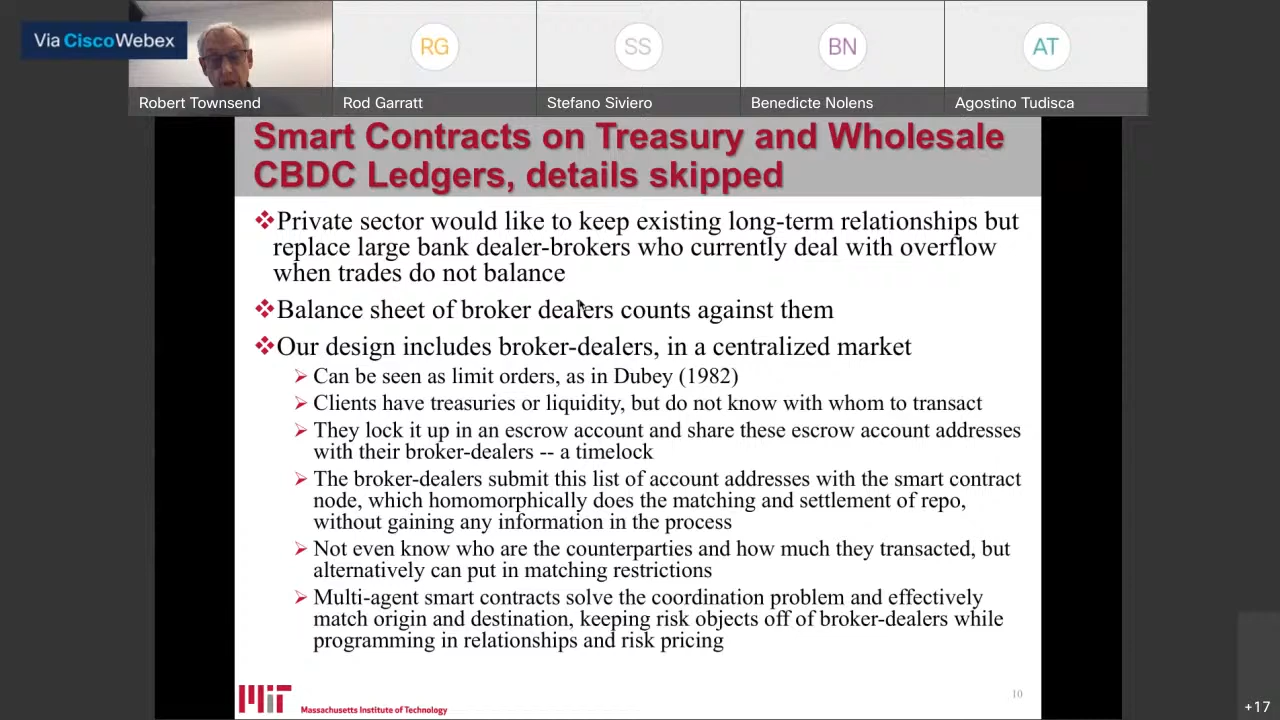 Via Cisco Webex
RG
SS
BN
AT
Robert Townsend
Rod Garratt
Stefano Siviero
Benedicte Nolens
Agostino Tudisca
Smart Contracts on Treasury and Wholesale
CBDC Ledgers, details skipped
Private sector would like to keep existing long-term relationships but
replace large bank dealer-brokers who currently deal with overflow
when trades do not balance
Balance sheet of broker dealers counts against them
Our design includes broker-dealers, in a centralized market
Can be seen as limit orders, as in Dubey (1982)
Clients have treasuries or liquidity, but do not know with whom to transact
They lock it up in an escrow account and share these escrow account addresses
with their broker-dealers -- a timelock
The broker-dealers submit this list of account addresses with the smart contract
node, which homomorphically does the matching and settlement of repo,
without gaining any information in the process
Not even know who are the counterparties and how much they transacted, but
alternatively can put in matching restrictions
Multi-agent smart contracts solve the coordination problem and effectively
match origin and destination, keeping risk objects off of broker-dealers while
programming in relationships and risk pricing
MIT
Massachusetts Institute of Technology
10
+17